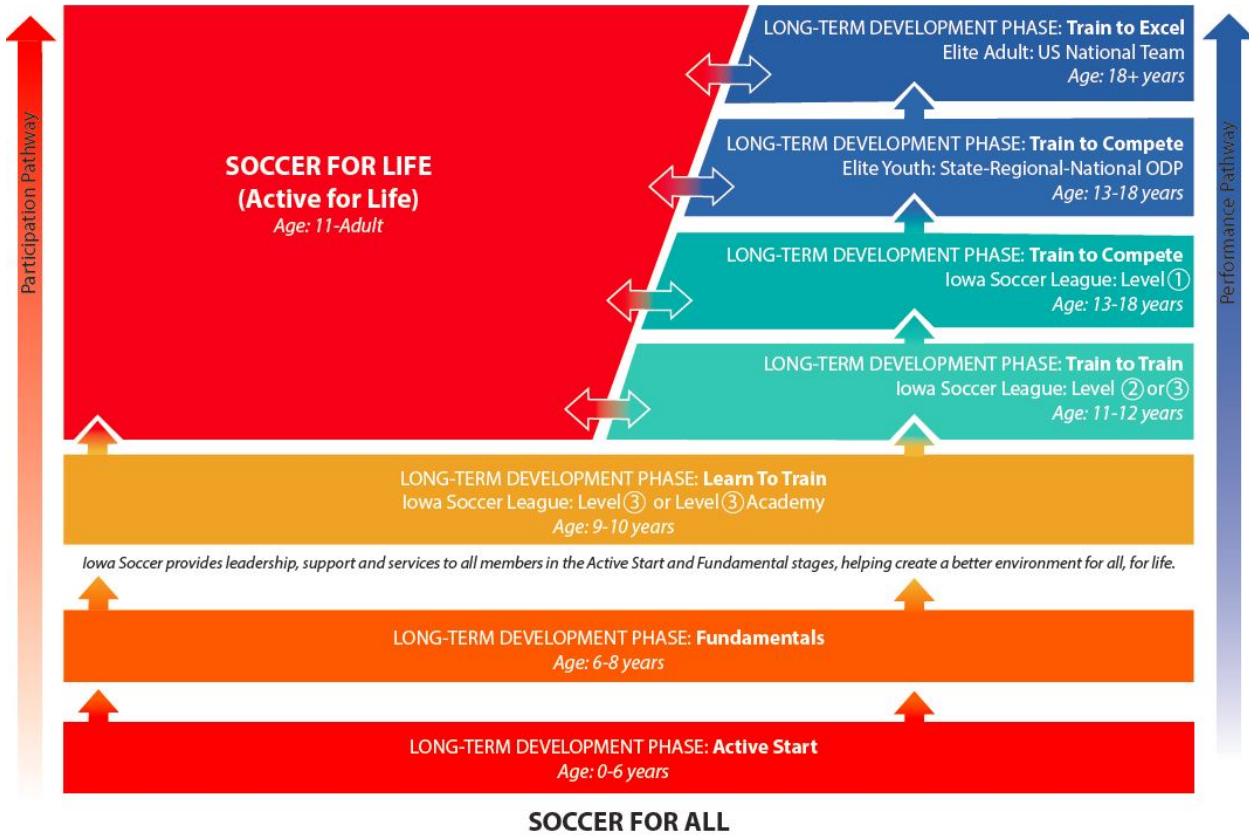 Participation Pathway
SOCCER FOR LIFE
(Active for Life)
Age: 11-Adult
LONG-TERM DEVELOPMENT PHASE: Train to Excel
Elite Adult: US National Team
Age: 18+ years
LONG-TERM DEVELOPMENT PHASE: Train to Compete
Elite Youth: State-Regional-National ODP
Age: 13-18 years
LONG-TERM DEVELOPMENT PHASE: Train to Compete
Iowa Soccer League: Level ①
Age: 13-18 years
LONG-TERM DEVELOPMENT PHASE: Train to Train
Iowa Soccer League: Level ② or ③
Age: 11-12 years
Performance Pathway
LONG-TERM DEVELOPMENT PHASE: Learn To Train
Iowa Soccer League: Level ③ or Level ③ Academy
Age: 9-10 years
Iowa Soccer provides leadership, support and services to all members in the Active Start and Fundamental stages, helping create a better environment for all, for life.
LONG-TERM DEVELOPMENT PHASE: Fundamentals
Age: 6-8 years
LONG-TERM DEVELOPMENT PHASE: Active Start
Age: 0-6 years
SOCCER FOR ALL